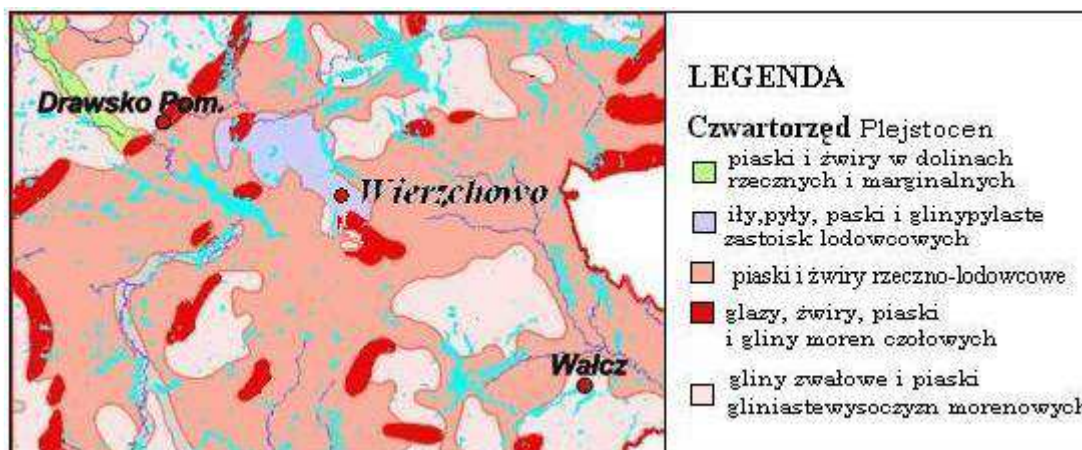 Drawsko Pom.
Wierzchowo
Wałcz
LEGENDA
Czwartorzęd Plejstocen
piaski i żwiry w dolinach
rzecznych i marginalnych
iły,pyły, paski i glinypylaste
zastoisk lodowcowych
piaski i żwiry rzeczno-lodowcowe
glazy, żwiry, piaski
i gliny moren czołowych
gliny zwałowe i piaski
gliniastewysoczyzn morenowych